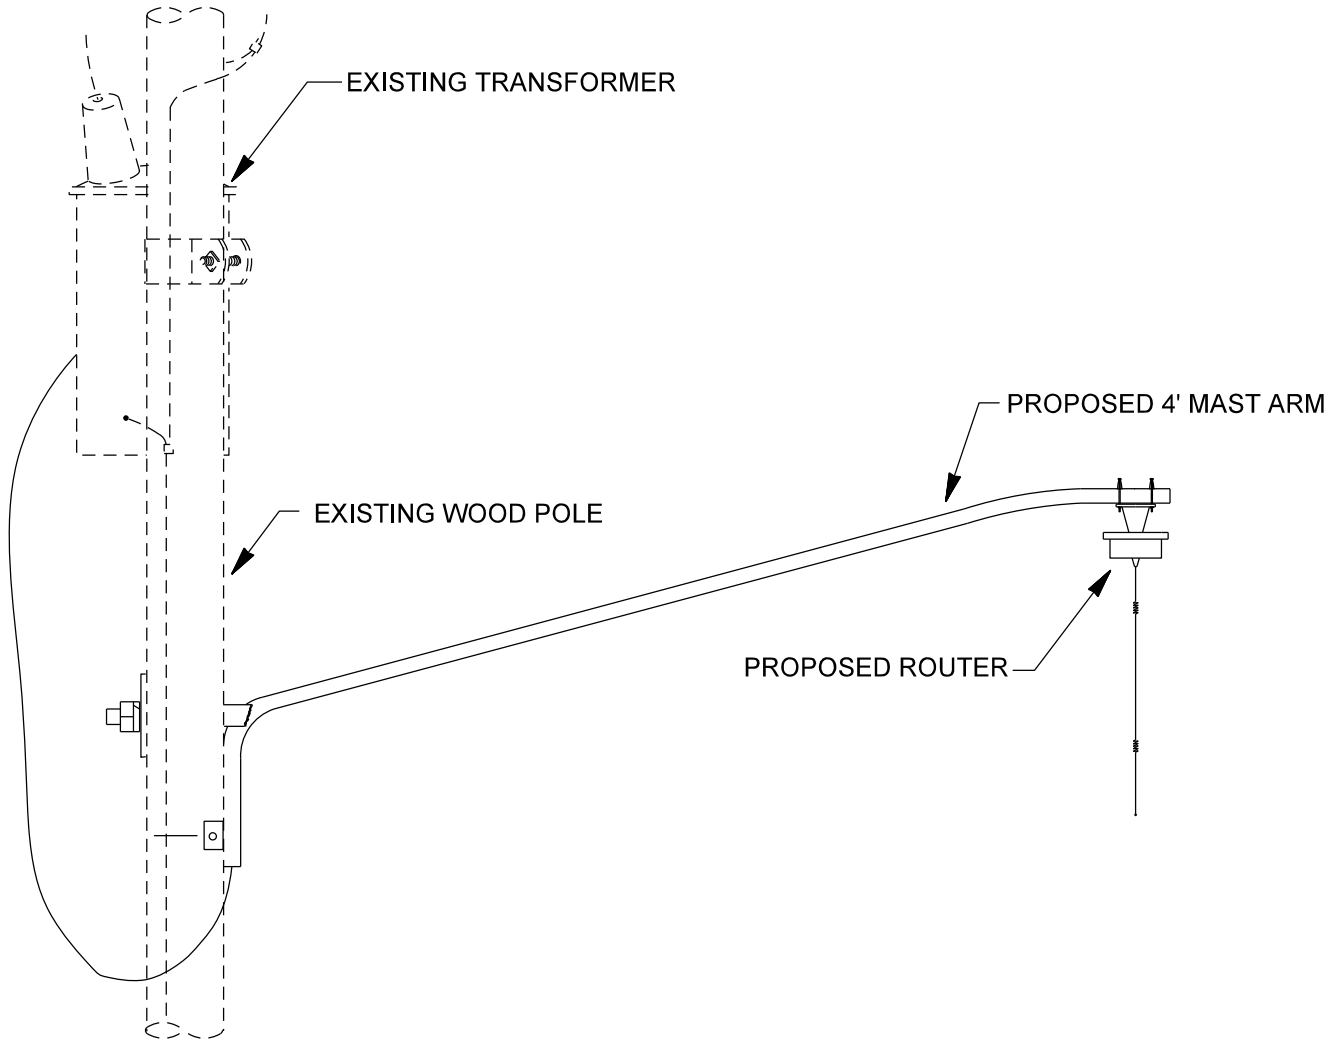 EXISTING TRANSFORMER
PROPOSED 4' MAST ARM
EXISTING WOOD POLE
PROPOSED ROUTER